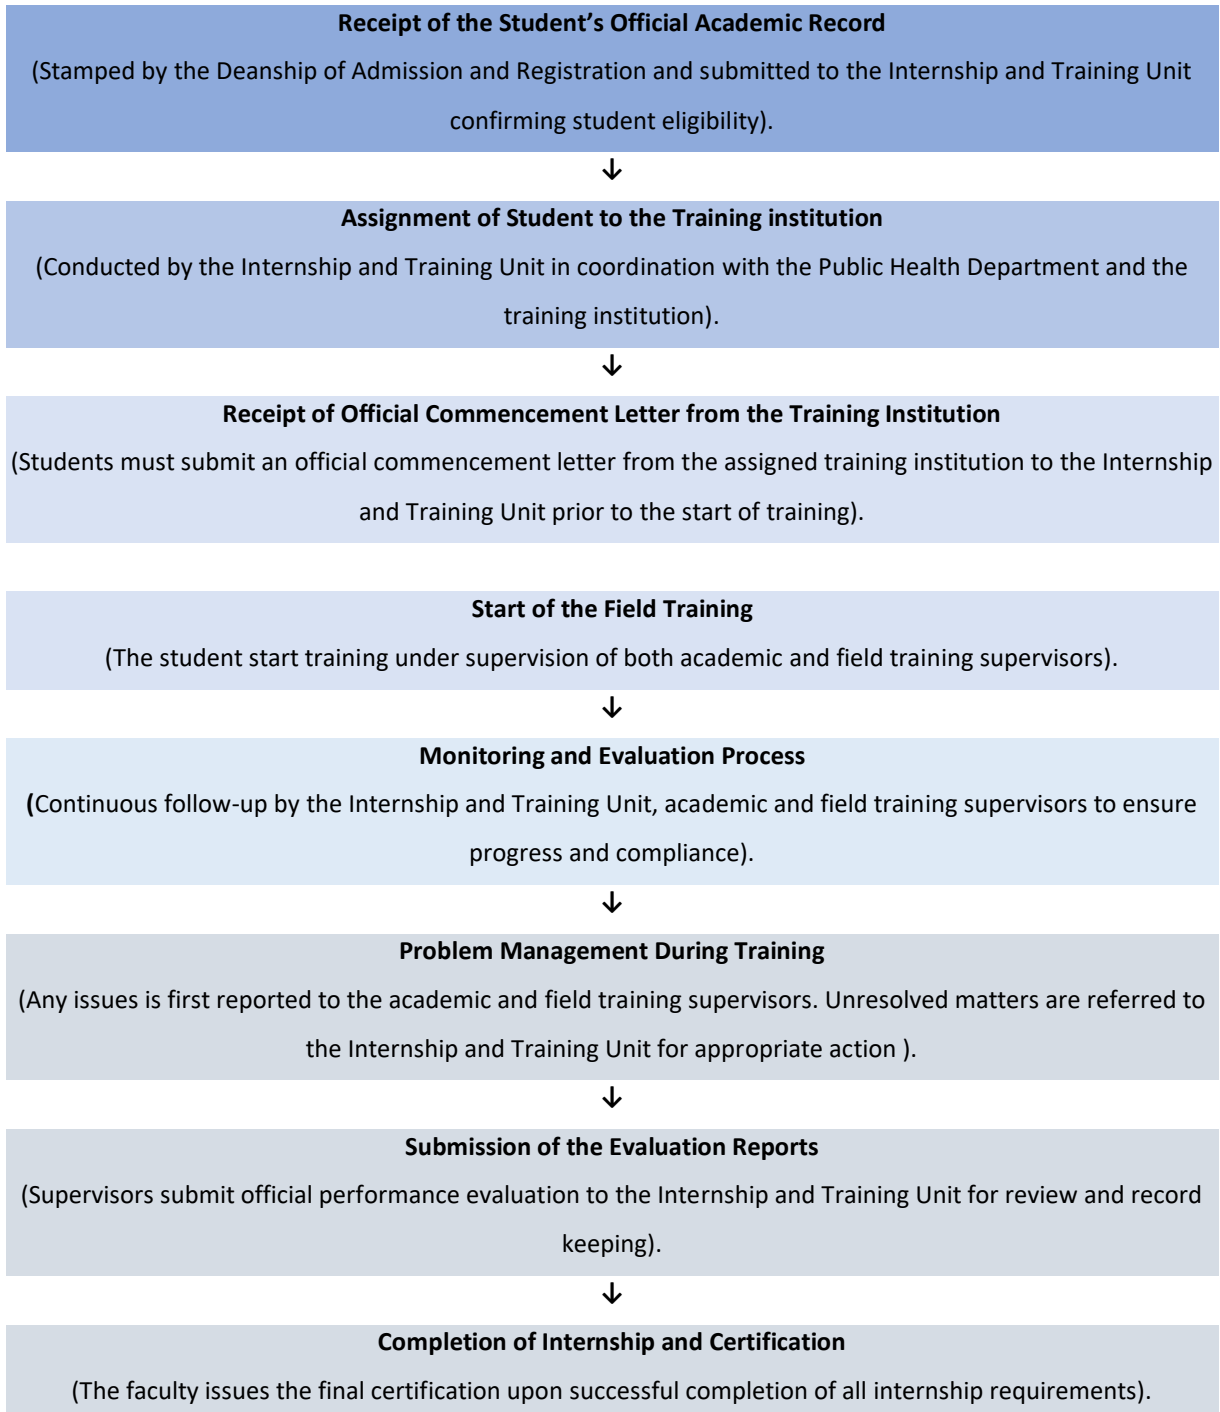 Receipt of the Student’s Official Academic Record
(Stamped by the Deanship of Admission and Registration and submitted to the Internship and Training Unit
confirming student eligibility).
↓
Assignment of Student to the Training institution
(Conducted by the Internship and Training Unit in coordination with the Public Health Department and the
training institution).
↓
Receipt of Official Commencement Letter from the Training Institution
(Students must submit an official commencement letter from the assigned training institution to the Internship
and Training Unit prior to the start of training).
Start of the Field Training
(The student start training under supervision of both academic and field training supervisors).
↓
Monitoring and Evaluation Process
(Continuous follow-up by the Internship and Training Unit, academic and field training supervisors to ensure
progress and compliance).
↓
Problem Management During Training
(Any issues is first reported to the academic and field training supervisors. Unresolved matters are referred to
the Internship and Training Unit for appropriate action ).
↓
Submission of the Evaluation Reports
(Supervisors submit official performance evaluation to the Internship and Training Unit for review and record
keeping).
↓
Completion of Internship and Certification
(The faculty issues the final certification upon successful completion of all internship requirements).